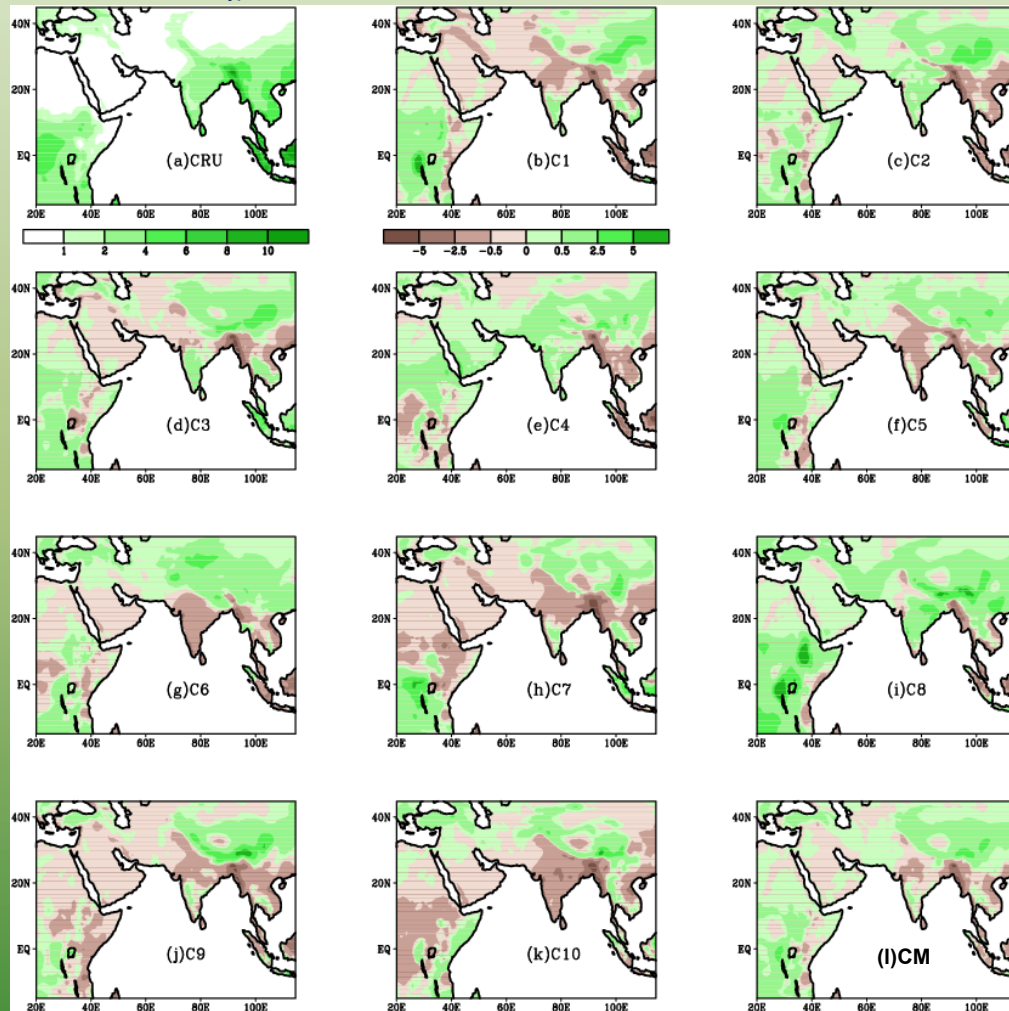 40N 40N 40N
20N 20N 20N
EQ (a)CRU EQ (b)C1 EQ (c)C2
20E 40E 60E 80E 100E 20E 40E 60E 80E 100E 20E 40E 60E 80E 100E
1 2 4 6 8 10 -5 -2.5 -0.5 0 0.5 2.5 5
40N 40N 40N
20N 20N 20N
EQ (d)C3 EQ (e)C4 EQ (f)C5
20E 40E 60E 80E 100E 20E 40E 60E 80E 100E 20E 40E 60E 80E 100E
40N 40N 40N
20N 20N 20N
EQ (g)C6 EQ (h)C7 EQ (i)C8
20E 40E 60E 80E 100E 20E 40E 60E 80E 100E 20E 40E 60E 80E 100E
40N 40N 40N
20N 20N 20N
EQ (j)C9 EQ (k)C10 EQ (l)CM
20E 40E 60E 80E 100E 20E 40E 60E 80E 100E 20E 40E 60E 80E 100E